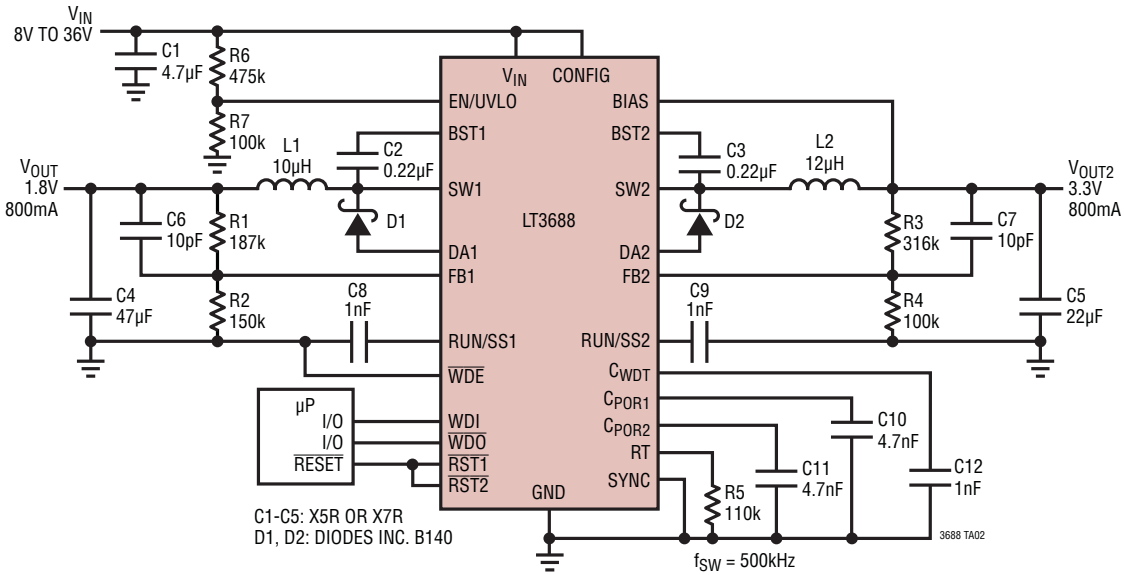 VIN
8V TO 36V
C1
4.7µF
R6
475k
R7
100k
VIN
CONFIG
EN/UVLO
BIAS
BST1
BST2
L1
10µH
C2
0.22µF
C3
0.22µF
L2
12µH
VOUT
1.8V
800mA
SW1
SW2
VOUT2
3.3V
800mA
LT3688
C6
10pF
R1
187k
D1
D2
R3
316k
C7
10pF
DA1
DA2
FB1
FB2
C4
47µF
R2
150k
C8
1nF
C9
1nF
R4
100k
C5
22µF
RUN/SS1
RUN/SS2
WDE
CWDT
CPOR1
CPOR2
µP
I/O
I/O
RESET
WDI
WDO
RST1
RST2
RT
SYNC
GND
C10
4.7nF
C11
4.7nF
C12
1nF
R5
110k
C1-C5: X5R OR X7R
D1, D2: DIODES INC. B140
fSW = 500kHz
3688 TA02